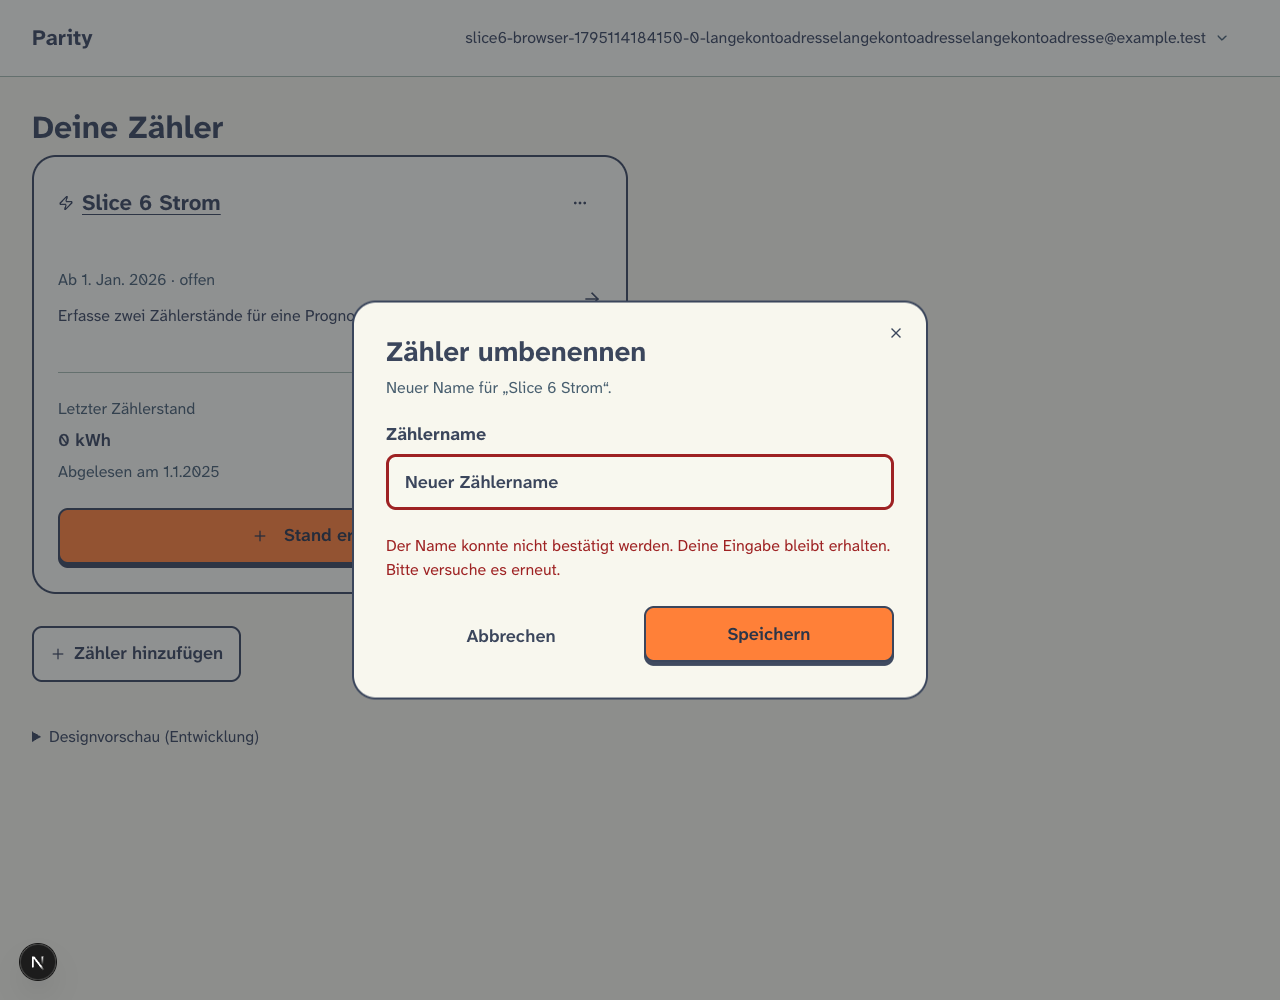 Parity
slice6-browser-1795114184150-0-langekontoadresselangekontoadresselangekontoadresse@example.test
Deine Zähler
Slice 6 Strom
Ab 1. Jan. 2026 · offen
Erfasse zwei Zählerstände für eine Progno
Letzter Zählerstand
0 kWh
Abgelesen am 1.1.2025
+ Stand er
+ Zähler hinzufügen
Designvorschau (Entwicklung)
Zähler umbenennen
Neuer Name für „Slice 6 Strom“.
Zählername
Neuer Zählername
Der Name konnte nicht bestätigt werden. Deine Eingabe bleibt erhalten.
Bitte versuche es erneut.
Abbrechen
Speichern
N